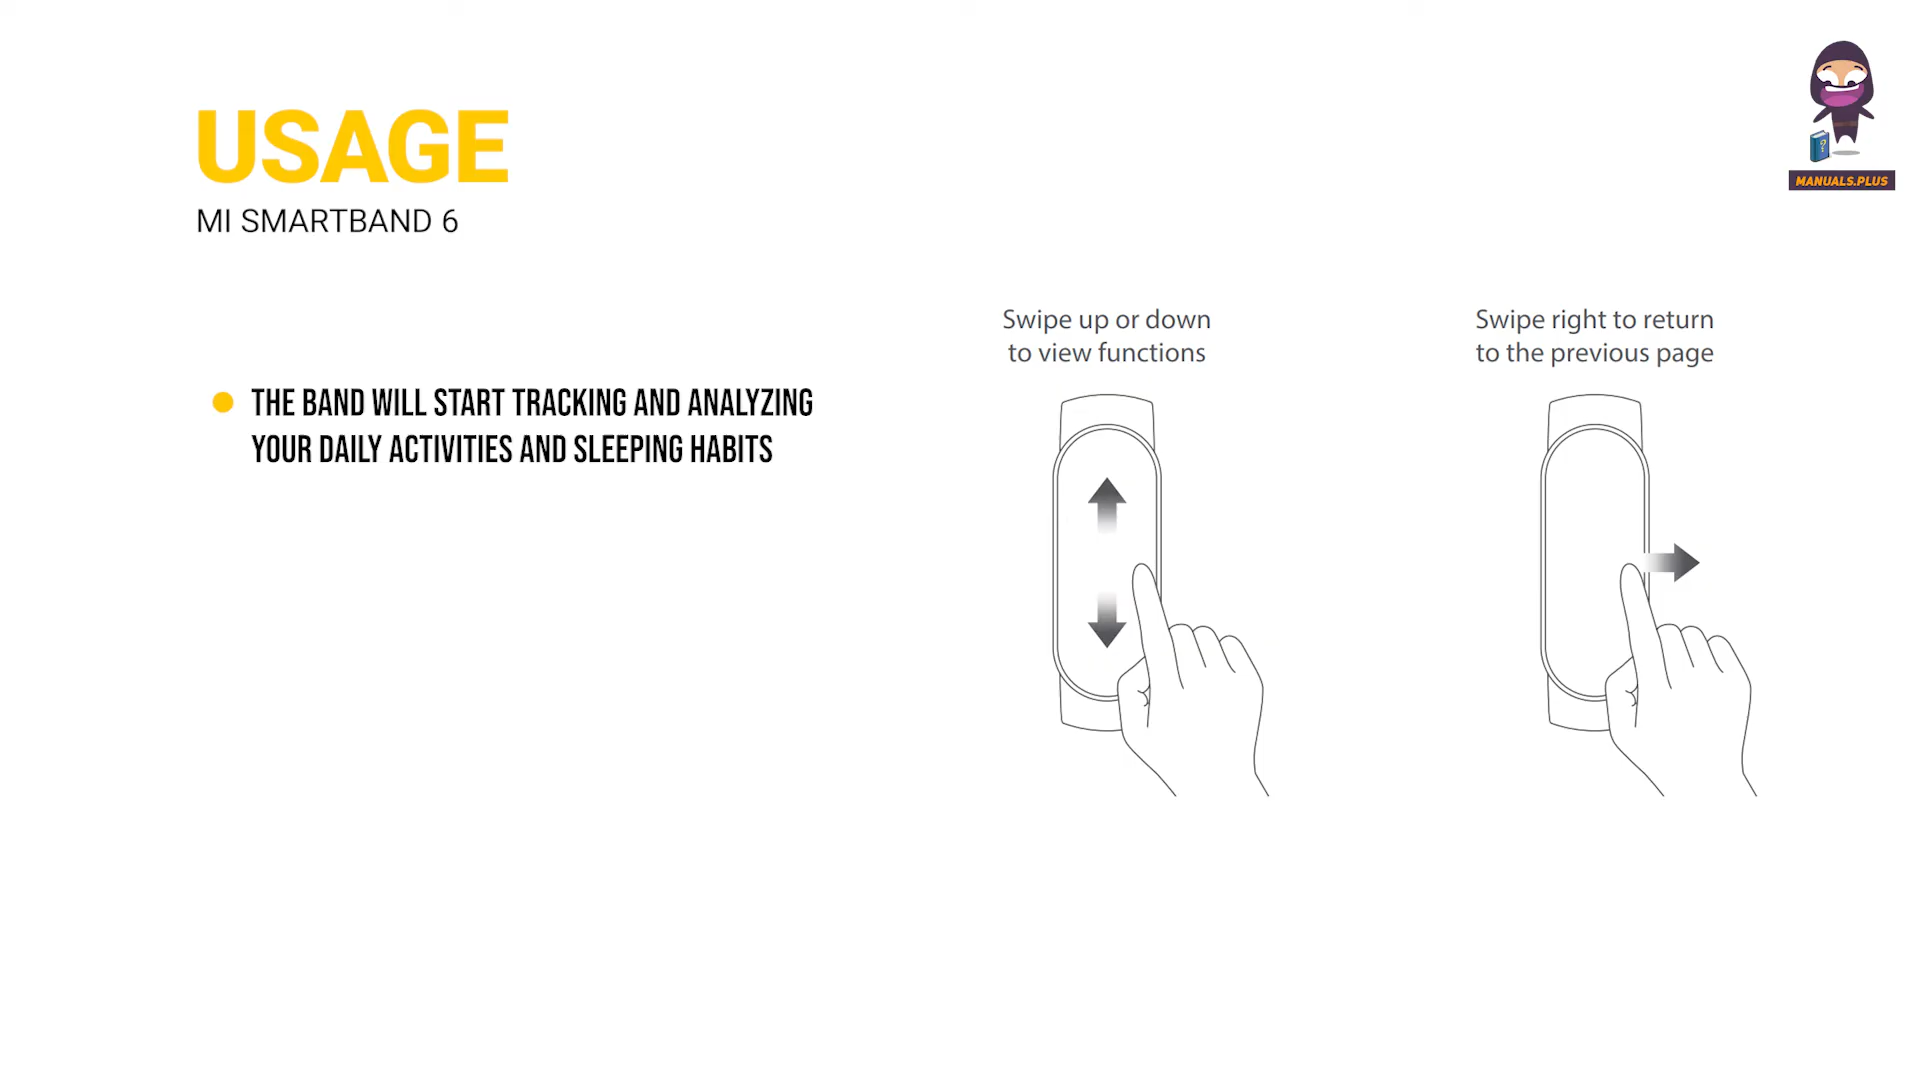 USAGE
MI SMARTBAND 6
THE BAND WILL START TRACKING AND ANALYZING
YOUR DAILY ACTIVITIES AND SLEEPING HABITS
Swipe up or down
to view functions
Swipe right to return
to the previous page
?
MANUALS.PLUS